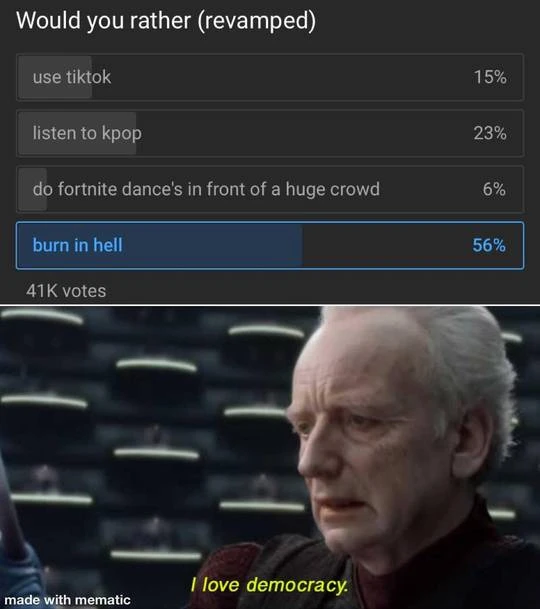 Would you rather (revamped)
use tiktok 15%
listen to kpop 23%
do fortnite dance's in front of a huge crowd 6%
burn in hell 56%
41K votes
I love democracy.
made with mematic